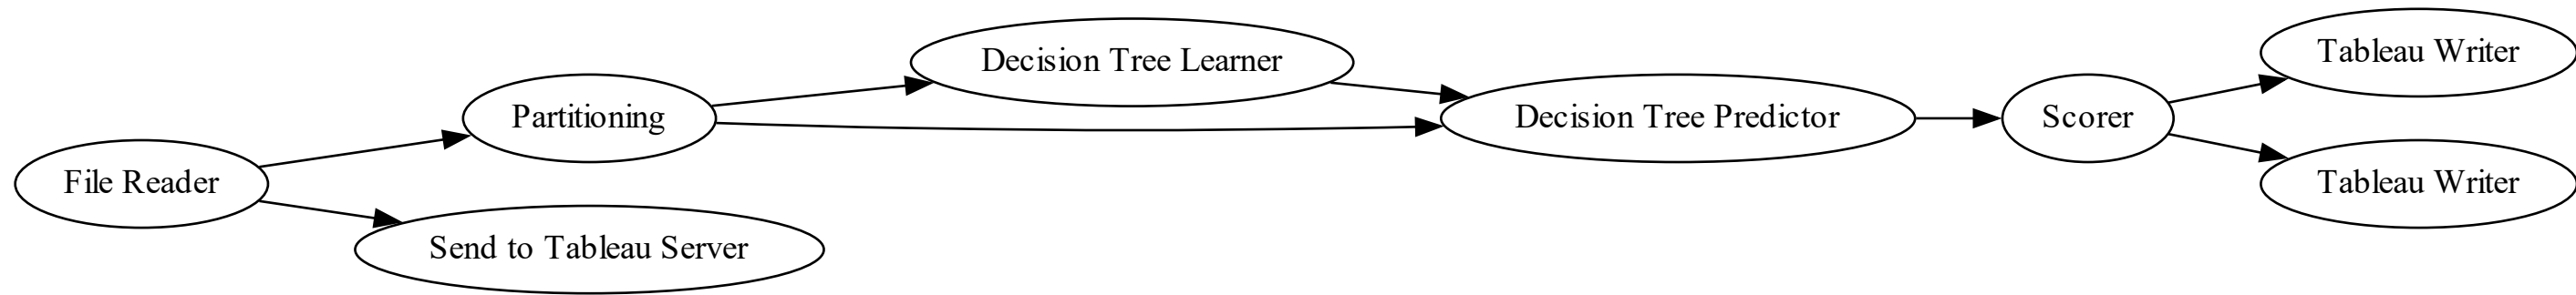 File Reader
Partitioning
Send to Tableau Server
Decision Tree Learner
Decision Tree Predictor
Scorer
Tableau Writer
Tableau Writer